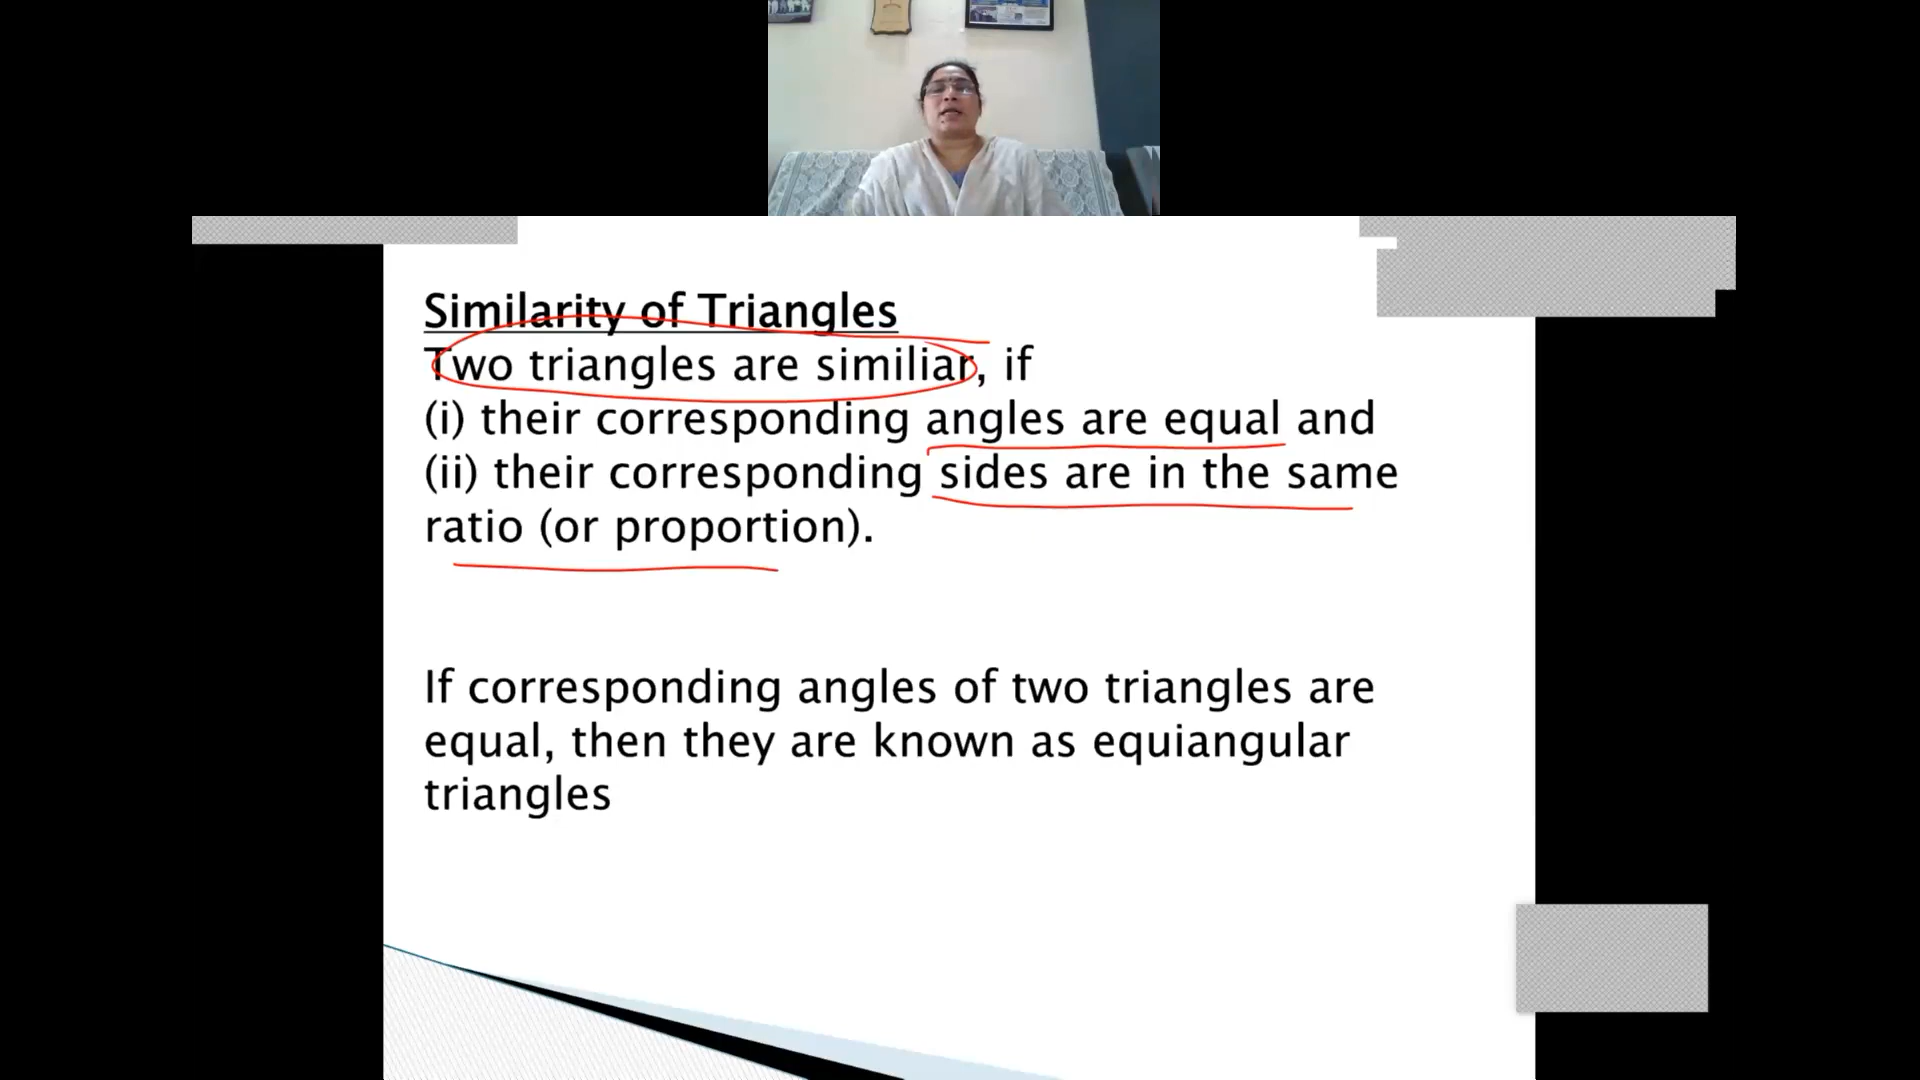 Similarity of Triangles
Two triangles are similiar, if
(i) their corresponding angles are equal and
(ii) their corresponding sides are in the same
ratio (or proportion).
If corresponding angles of two triangles are
equal, then they are known as equiangular
triangles